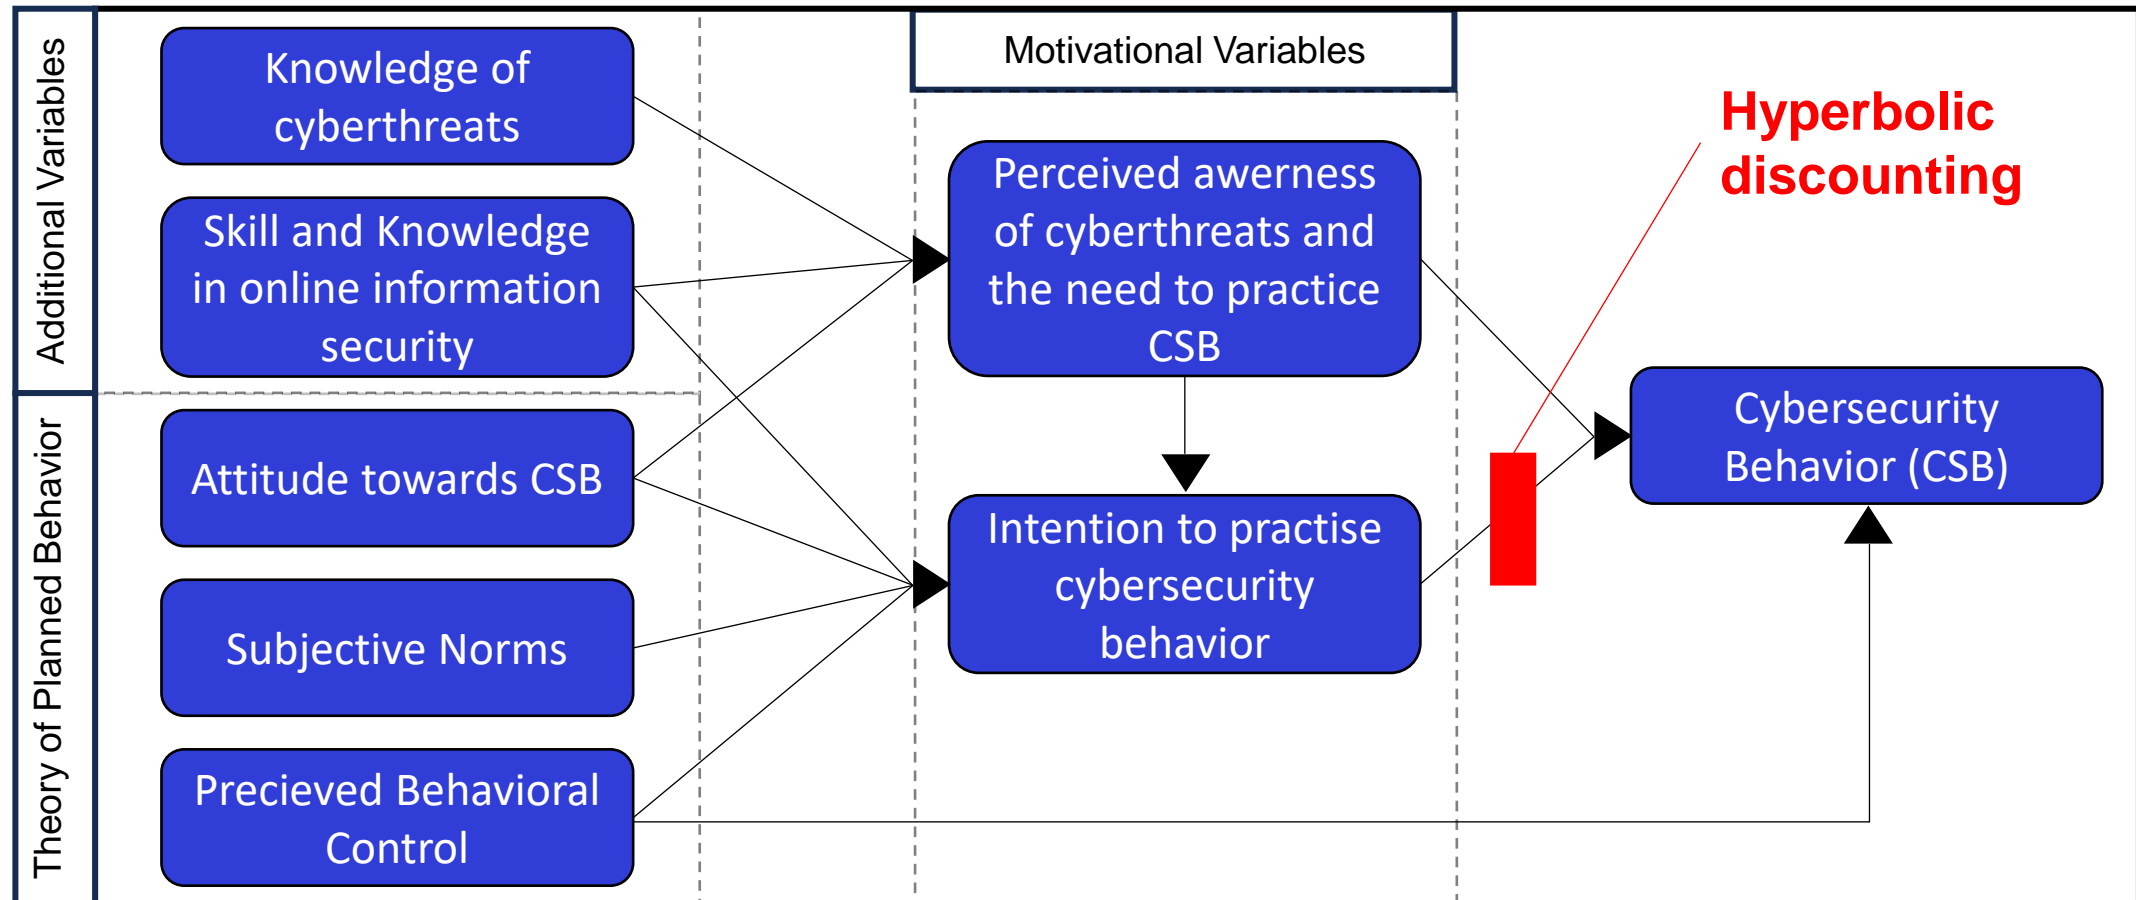 Additional Variables
Knowledge of
cyberthreats
Skill and Knowledge
in online information
security
Theory of Planned Behavior
Attitude towards CSB
Subjective Norms
Precieved Behavioral
Control
Motivational Variables
Perceived awerness
of cyberthreats and
the need to practice
CSB
Intention to practise
cybersecurity
behavior
Hyperbolic
discounting
Cybersecurity
Behavior (CSB)